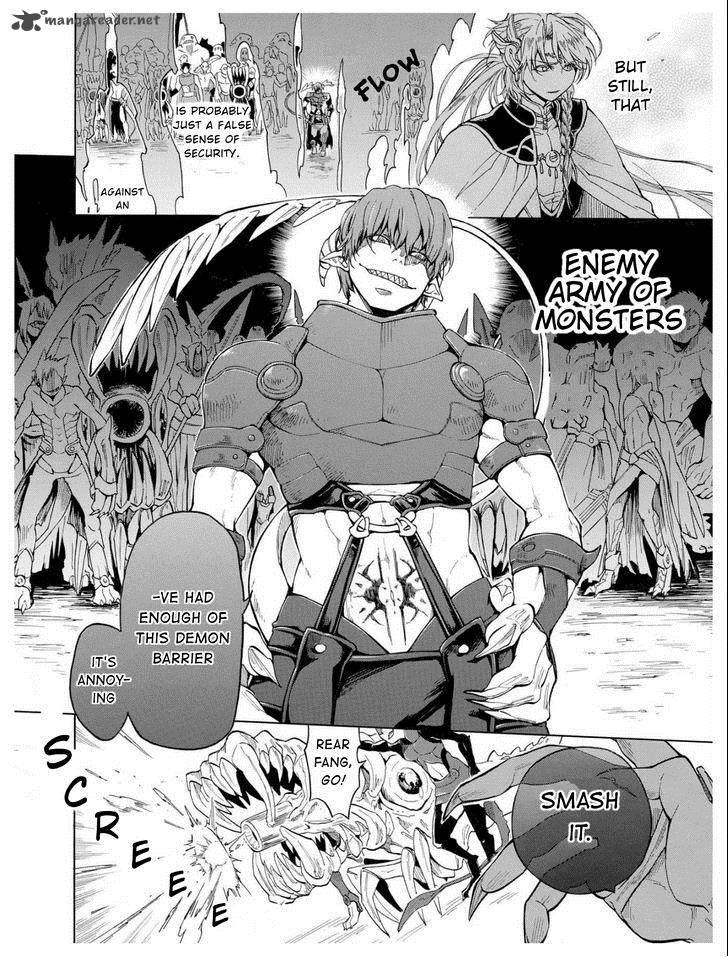 mangareader.net
BUT
STILL,
THAT
FLOW
IS PROBABLY
JUST A FALSE
SENSE OF
SECURITY.
AGAINST
AN
ENEMY
ARMY OF
MONSTERS
-VE HAD
ENOUGH OF
THIS DEMON
BARRIER
IT'S
ANNOY-
ING
SMASH
IT.
REAR
FANG,
GO!
SCREEEE